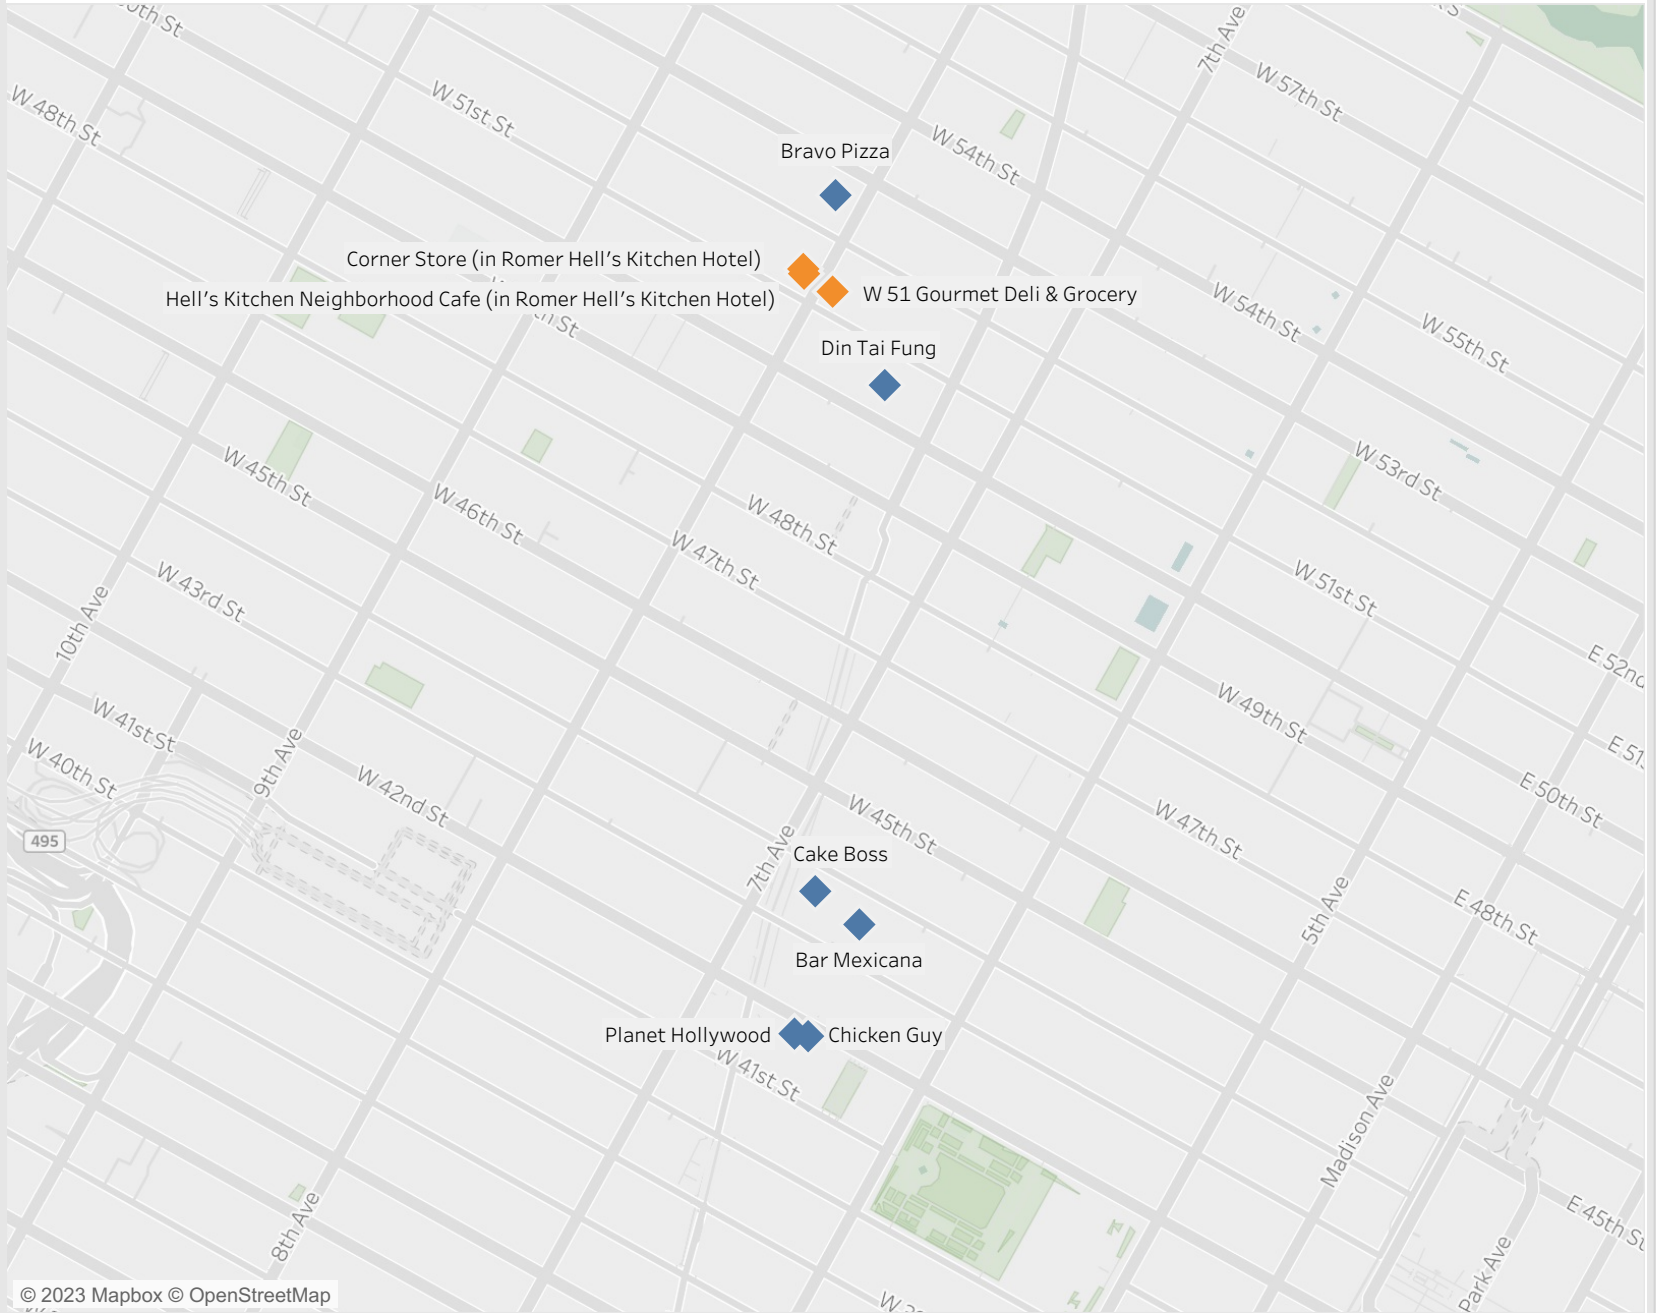 W 51st St
7th Ave
W 57th St
W 48th St
Bravo Pizza
W 54th St
Corner Store (in Romer Hell's Kitchen Hotel)
Hell's Kitchen Neighborhood Cafe (in Romer Hell's Kitchen Hotel)
W 51 Gourmet Deli & Grocery
W 54th St
W 55th St
Din Tai Fung
W 45th St
W 46th St
W 48th St
W 53rd St
W 47th St
W 43rd St
10th Ave
W 51st St
E 52nd
W 41st St
W 40th St
9th Ave
W 42nd St
W 49th St
E 51
E 50th St
495
7th Ave
W 45th St
W 47th St
Cake Boss
5th Ave
E 48th St
Bar Mexicana
Planet Hollywood
Chicken Guy
W 41st St
Madison Ave
8th Ave
E 45th St
Park Ave
© 2023 Mapbox © OpenStreetMap